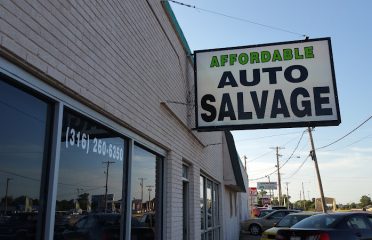 AFFORDABLE
AUTO
SALVAGE
(316) 260-6350